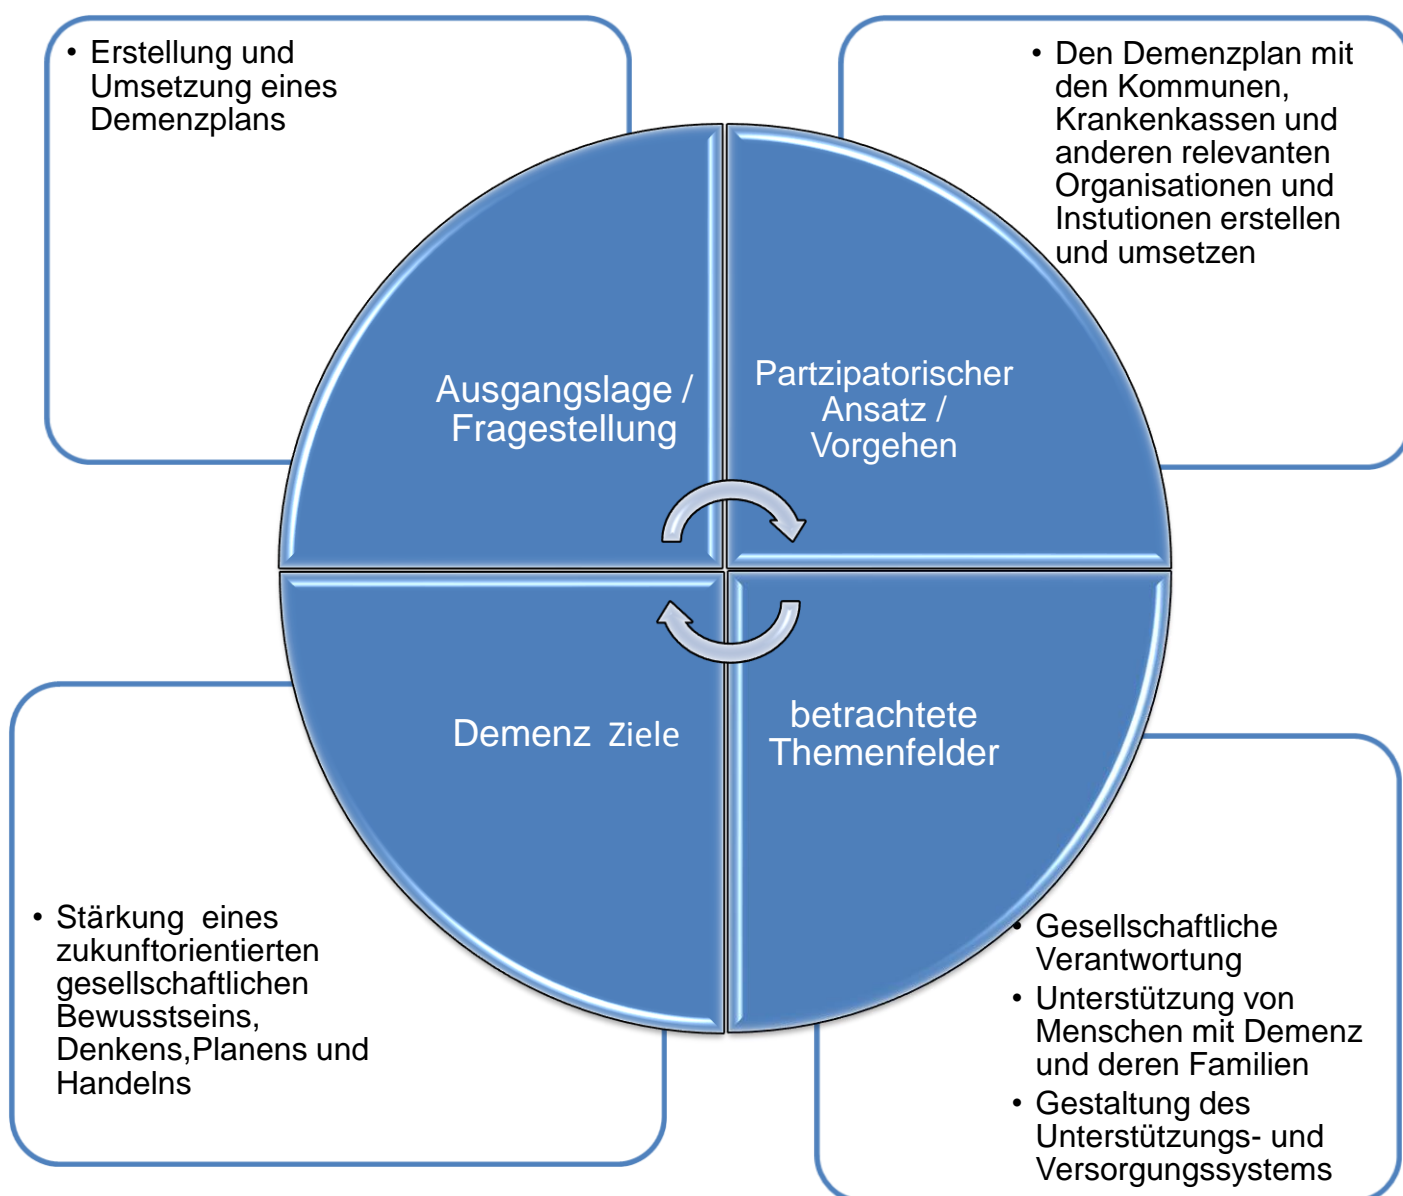 • Erstellung und
Umsetzung eines
Demenzplans
• Den Demenzplan mit
den Kommunen,
Krankenkassen und
anderen relevanten
Organisationen und
Instutionen erstellen
und umsetzen
Ausgangslage /
Fragestellung
Partzipatorischer
Ansatz /
Vorgehen
Demenz Ziele
betrachtete
Themenfelder
• Stärkung eines
zukunftorientierten
gesellschaftlichen
Bewusstseins,
Denkens,Planens und
Handelns
• Gesellschaftliche
Verantwortung
• Unterstützung von
Menschen mit Demenz
und deren Familien
• Gestaltung des
Unterstützungs- und
Versorgungssystems